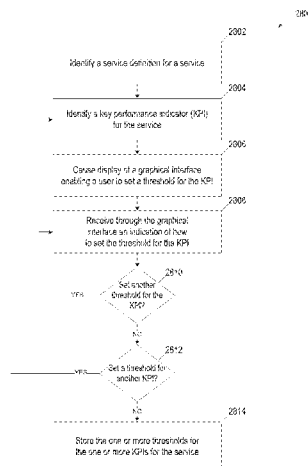 280
2802
Identify a service definition for a service
2804
Identify a key performance indicator (KPI)
for the service
2806
Cause display of a graphical interface
enabling a user to set a threshold for the KPI
2808
Receive through the graphical
interface an indication of how
to set the threshold for the KPI
2810
Set another
threshold for the
KPI?
YES
NO
2812
Set a threshold for
another KPI?
YES
NO
2814
Store the one or more thresholds for
the one or more KPIs for the service